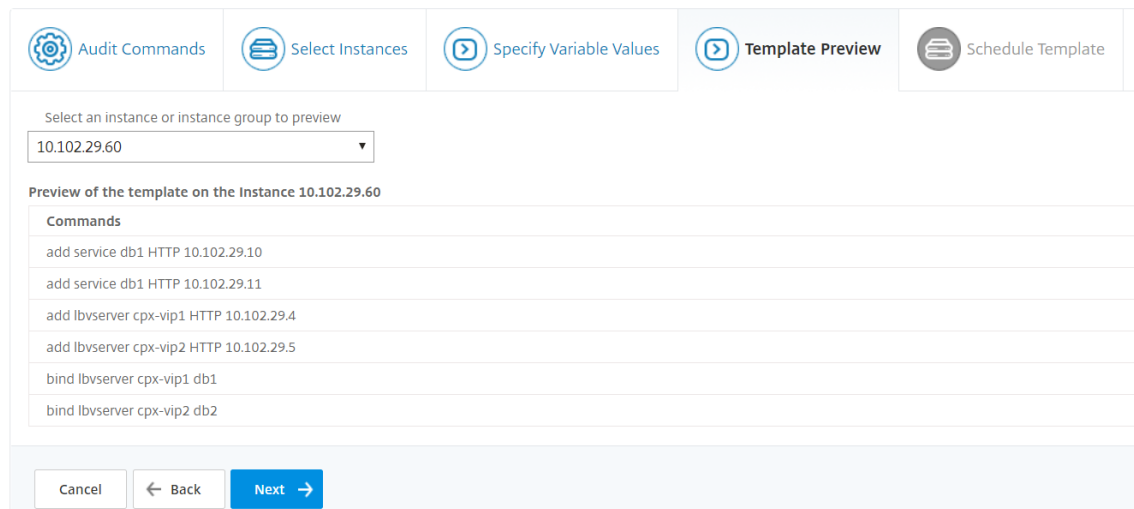 Audit Commands
Select Instances
Specify Variable Values
Template Preview
Schedule Template
Select an instance or instance group to preview
10.102.29.60
Preview of the template on the Instance 10.102.29.60
Commands
add service db1 HTTP 10.102.29.10
add service db1 HTTP 10.102.29.11
add lbvserver cpx-vip1 HTTP 10.102.29.4
add lbvserver cpx-vip2 HTTP 10.102.29.5
bind lbvserver cpx-vip1 db1
bind lbvserver cpx-vip2 db2
Cancel
Back
Next